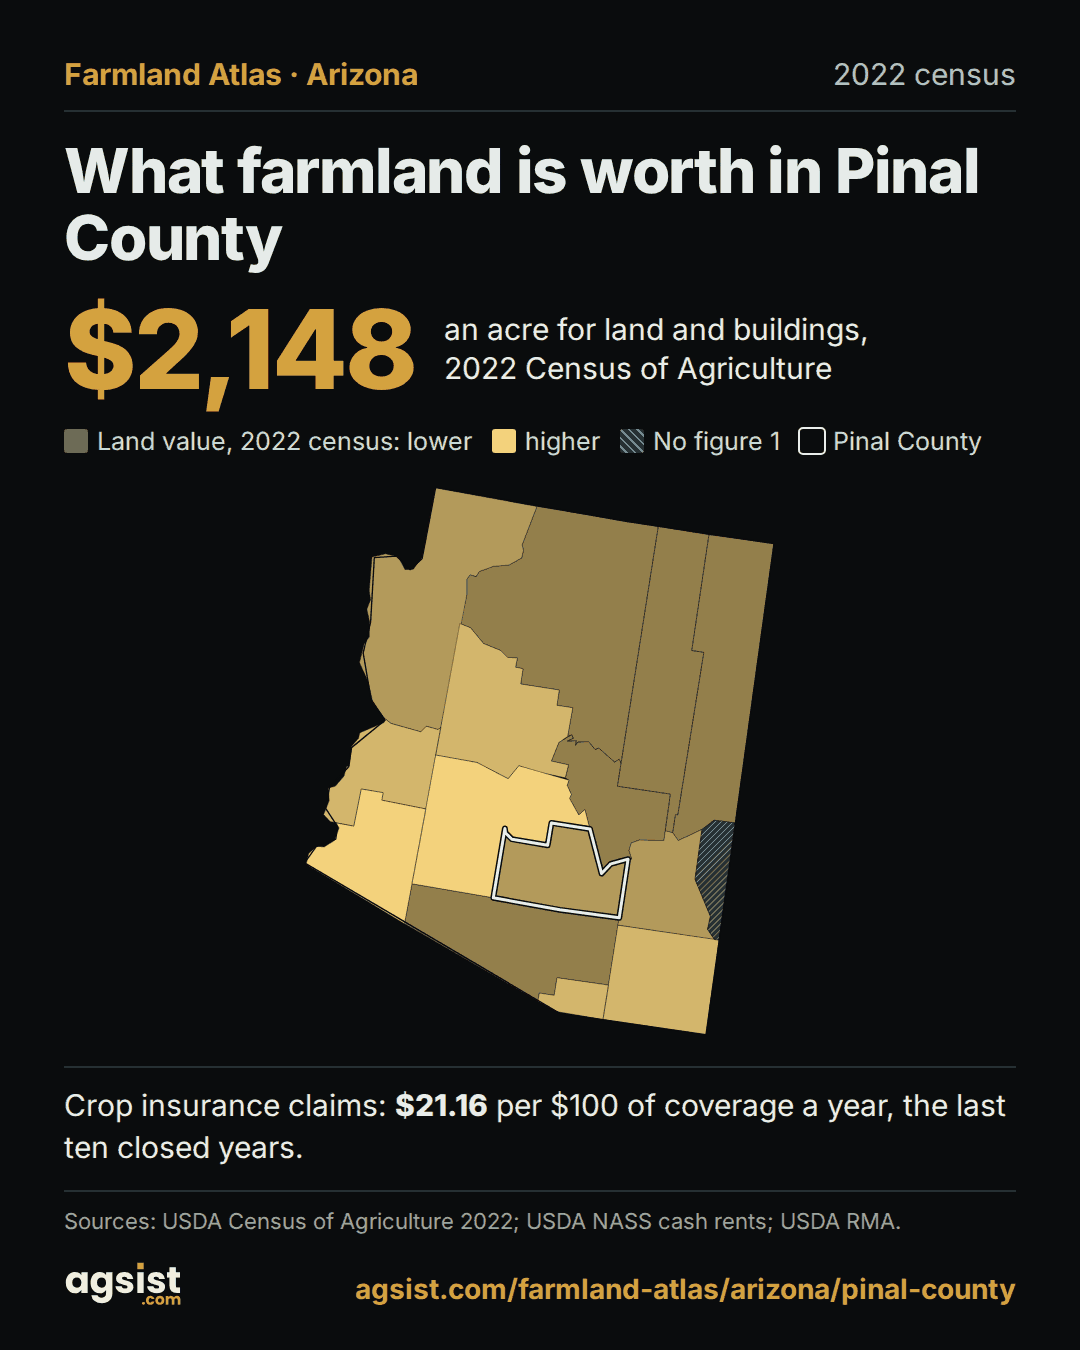 Farmland Atlas · Arizona
2022 census
What farmland is worth in Pinal
County
$2,148
an acre for land and buildings,
2022 Census of Agriculture
Land value, 2022 census: lower
higher
No figure 1
Pinal County
Crop insurance claims: $21.16 per $100 of coverage a year, the last
ten closed years.
Sources: USDA Census of Agriculture 2022; USDA NASS cash rents; USDA RMA.
agsist
.com
agsist.com/farmland-atlas/arizona/pinal-county